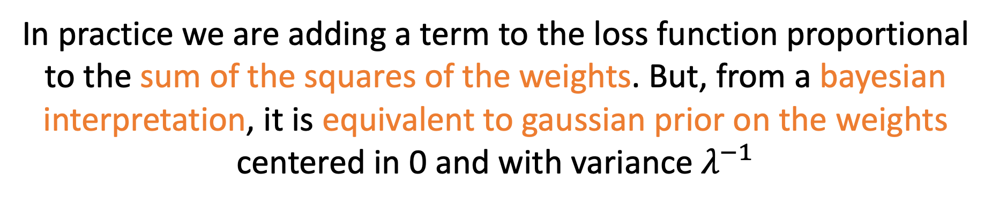 In practice we are adding a term to the loss function proportional
to the sum of the squares of the weights. But, from a bayesian
interpretation, it is equivalent to gaussian prior on the weights
centered in 0 and with variance λ⁻¹